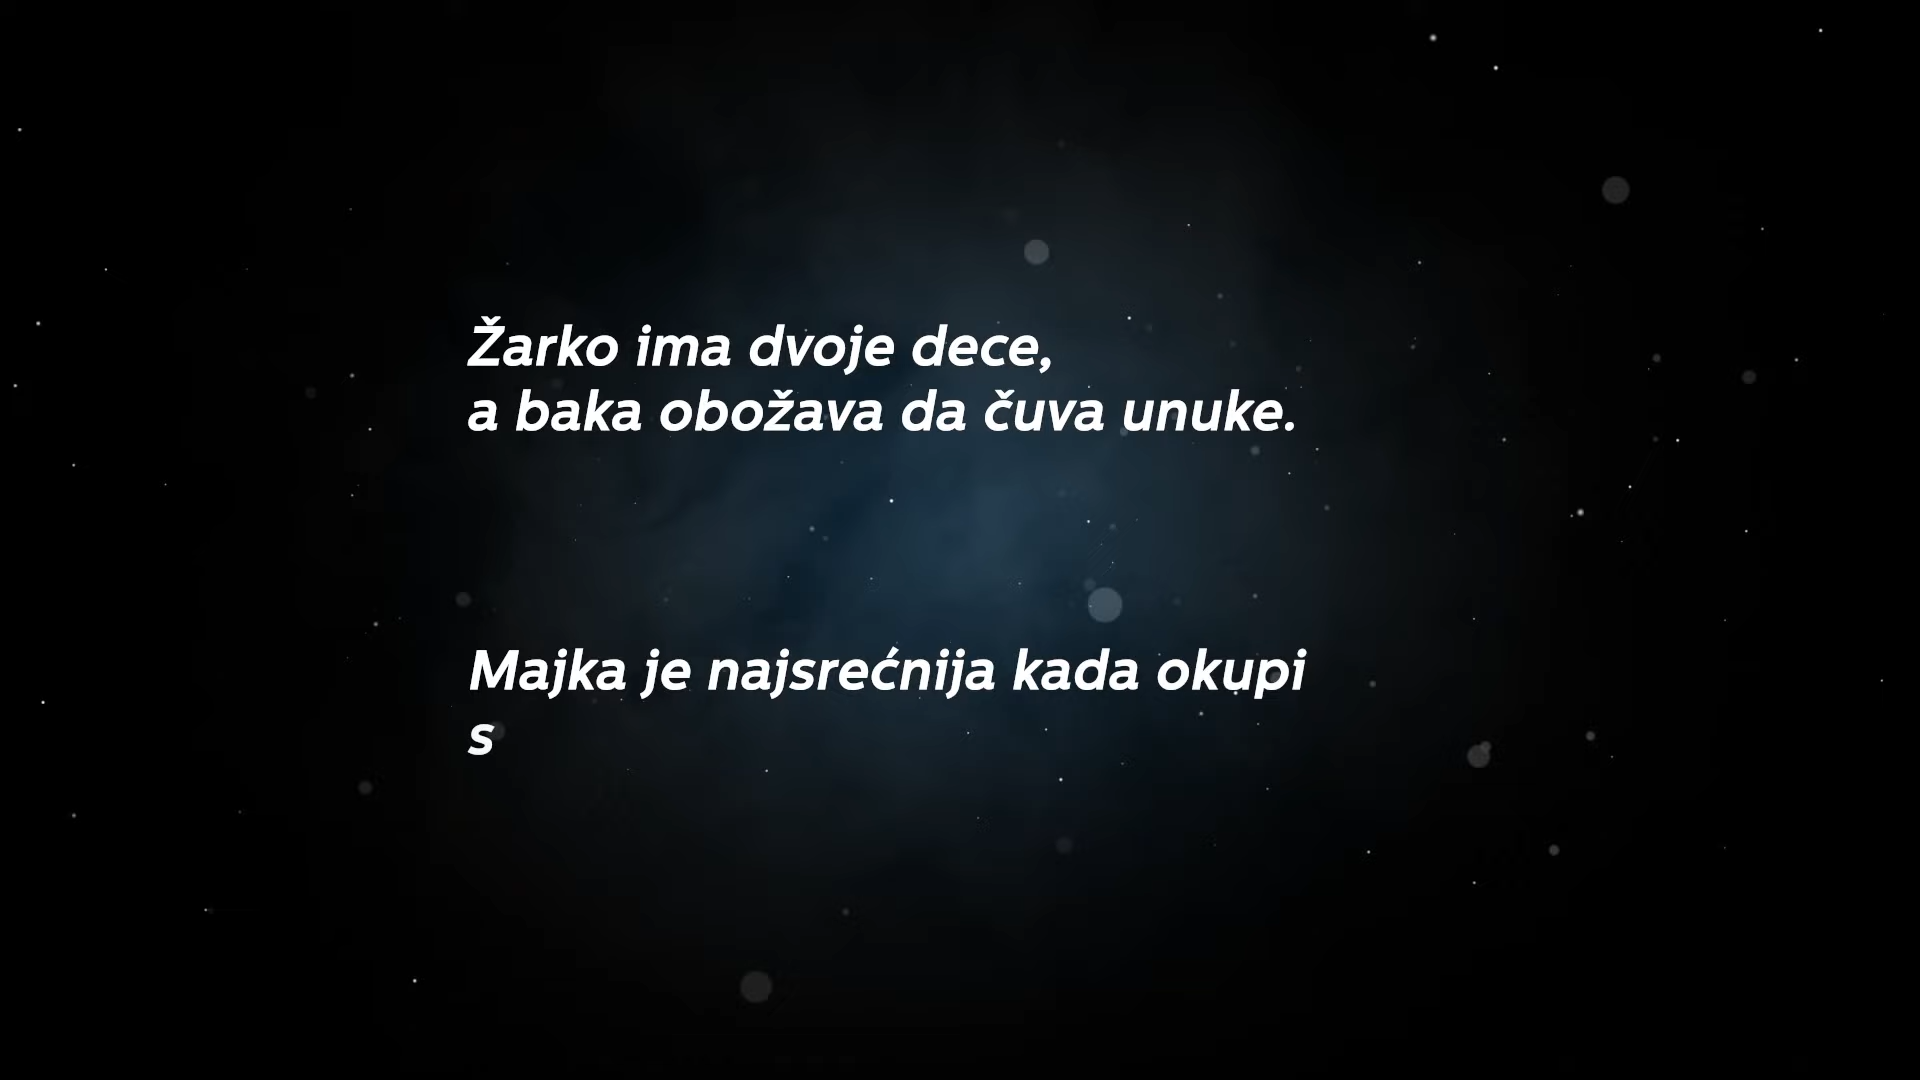 Žarko ima dvoje dece,
a baka obožava da čuva unuke.
Majka je najsrećnija kada okupi
s